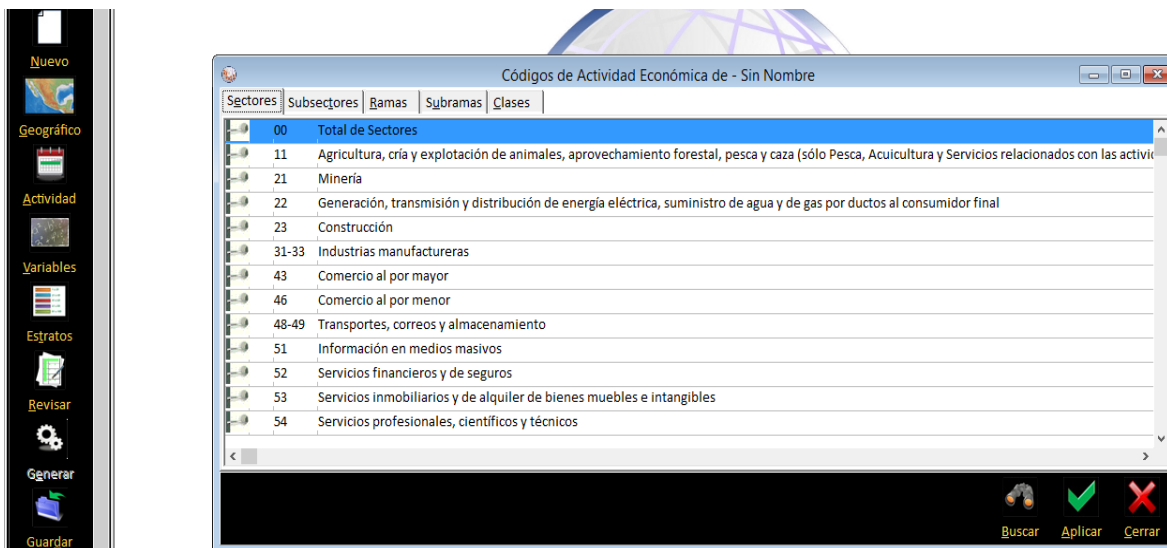 Nuevo
Geográfico
Actividad
Variables
Estratos
Revisar
Generar
Guardar
Códigos de Actividad Económica de - Sin Nombre
Sectores Subsectores Ramas Subramas Clases
00 Total de Sectores
11 Agricultura, cría y explotación de animales, aprovechamiento forestal, pesca y caza (sólo Pesca, Acuicultura y Servicios relacionados con las
21 Minería
22 Generación, transmisión y distribución de energía eléctrica, suministro de agua y de gas por ductos al consumidor final
23 Construcción
31-33 Industrias manufactureras
43 Comercio al por mayor
46 Comercio al por menor
48-49 Transportes, correos y almacenamiento
51 Información en medios masivos
52 Servicios financieros y de seguros
53 Servicios inmobiliarios y de alquiler de bienes muebles e intangibles
54 Servicios profesionales, científicos y técnicos
Buscar Aplicar Cerrar